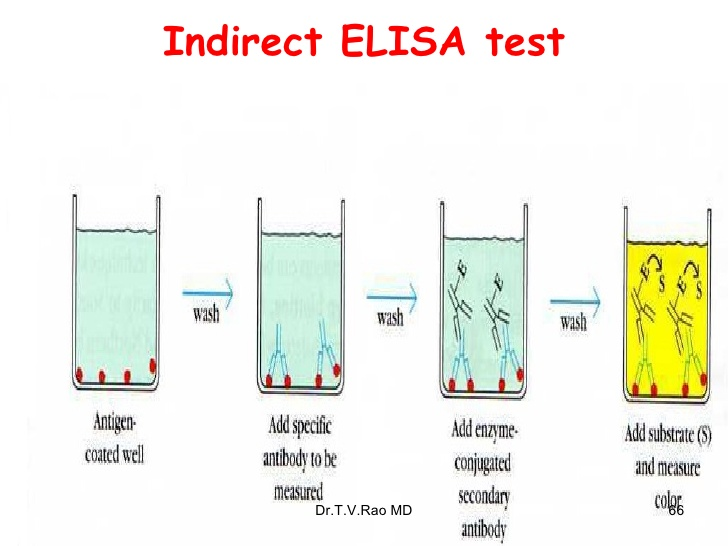 Indirect ELISA test
wash
wash
wash
E
E
E
S
E
S
Antigen-
coated well
Add specific
antibody to be
measured
Add enzyme-
conjugated
secondary
antibody
Add substrate (S)
and measure
color
Dr.T.V.Rao MD
66